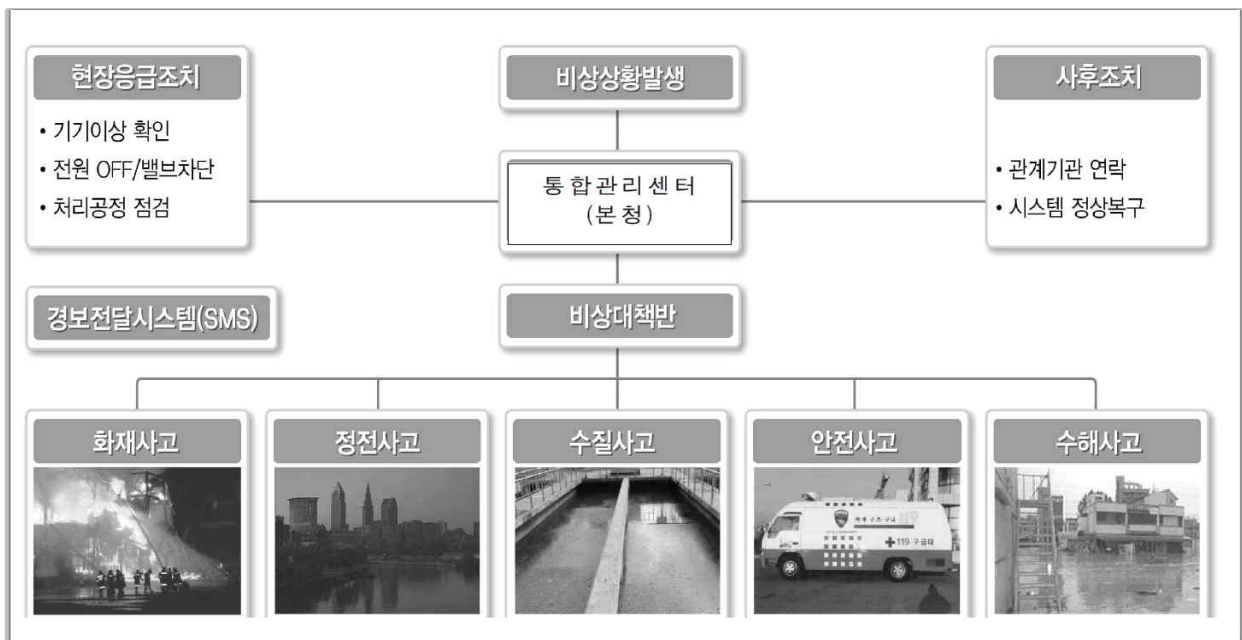 현장응급조치
• 기기이상 확인
• 전원 OFF/밸브차단
• 처리공정 점검
비상상황발생
통합관리센터
(본청)
사후조치
• 관계기관 연락
• 시스템 정상복구
경보전달시스템(SMS)
비상대책반
화재사고
정전사고
수질사고
안전사고
수해사고
119
119 구급대